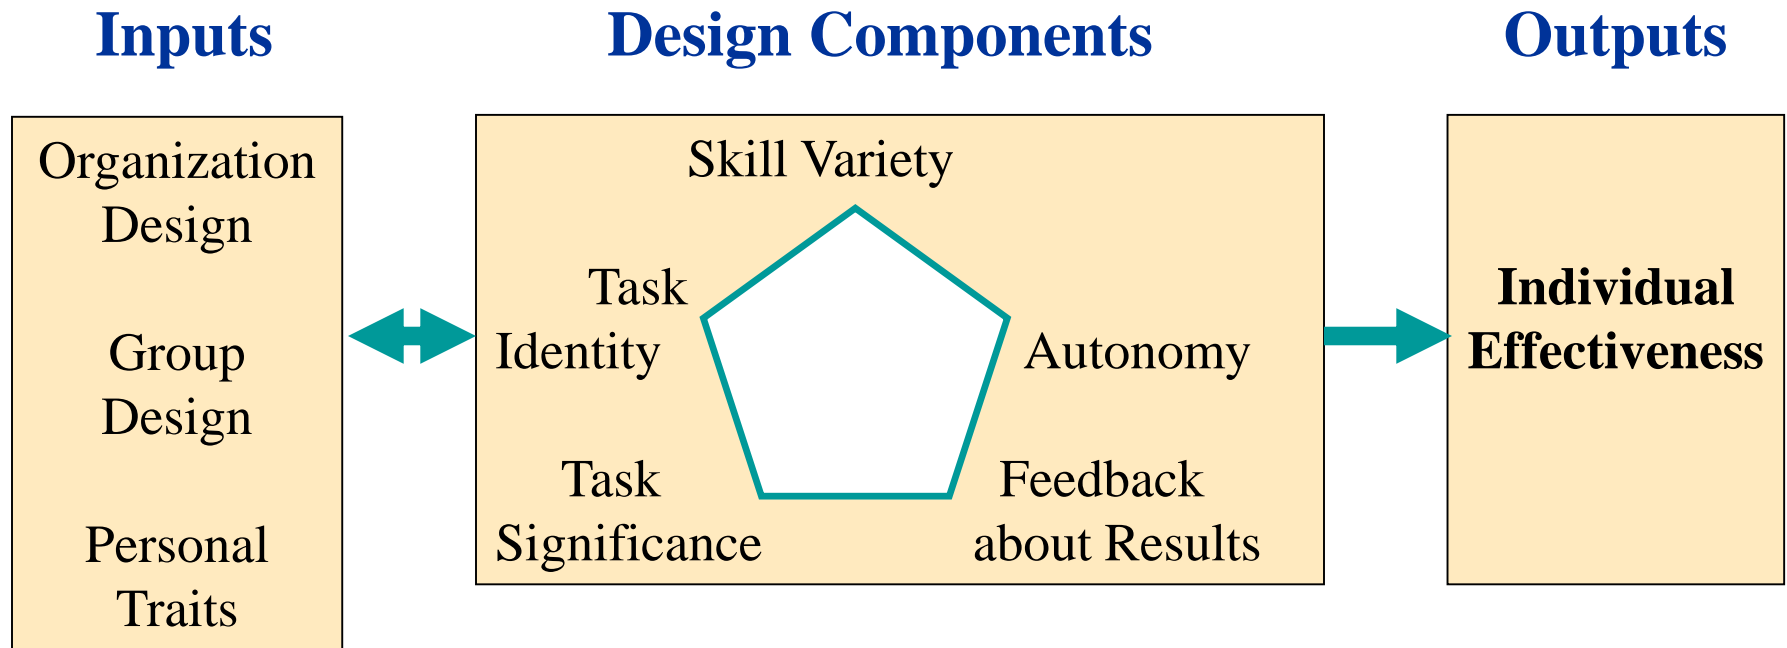 Inputs
Design Components
Outputs
Organization
Design
Group
Design
Personal
Traits
Skill Variety
Task
Identity
Autonomy
Task
Significance
Feedback
about Results
Individual
Effectiveness